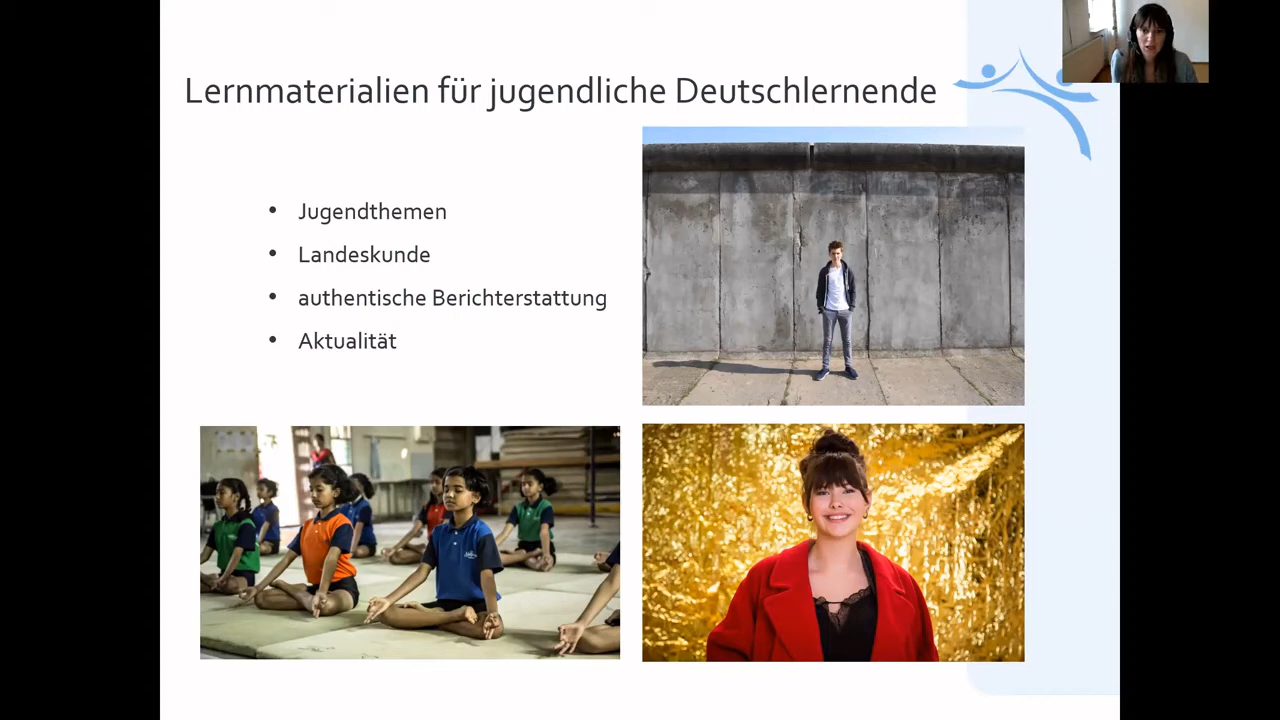 Lernmaterialien für jugendliche Deutschlernende
• Jugendthemen
• Landeskunde
• authentische Berichterstattung
• Aktualität